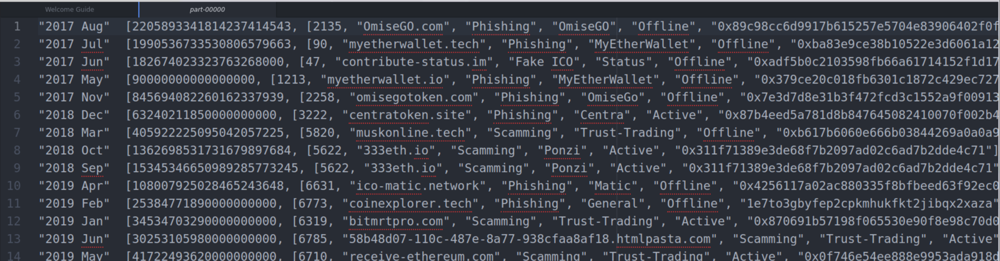 Welcome Guide part-00000
1 "2017 Aug" [2205893341814237414543, [2135, "OmiseGO.com", "Phishing", "OmiseGO", "Offline", "0x89c98cc6d9917b615257e5704e83906402f0f
2 "2017 Jul" [1990536733530806579663, [90, "myetherwallet.tech", "Phishing", "MyEtherWallet", "Offline", "0xba83e9ce38b10522e3d6061a12
3 "2017 Jun" [182674023323763268000, [47, "contribute-status.im", "Fake ICO", "Status", "Offline", "0xadf5b0c2103598fb66a61714152f1d17
4 "2017 May" [90000000000000000, [1213, "myetherwallet.io", "Phishing", "MyEtherWallet", "Offline", "0x379ce20c018fb6301c1872c429ec727
5 "2017 Nov" [845694082260162337939, [2258, "omisegotoken.com", "Phishing", "OmiseGo", "Offline", "0x7e3d7d8e31b3f472fcd3c1552a9f00913
6 "2018 Dec" [632402118500000000000, [3222, "centratoken.site", "Phishing", "Centra", "Active", "0x87b4eed5a781d8b847645082410070f002b4
7 "2018 Mar" [405922225095042057225, [5820, "muskonline.tech", "Scamming", "Trust-Trading", "Offline", "0xb617b6060e666b03844269a0a0a9
8 "2018 Oct" [1362698531731679897684, [5622, "333eth.io", "Scamming", "Ponzi", "Active", "0x311f71389e3de68f7b2097ad02c6ad7b2dde4c71"]
9 "2018 Sep" [1534534665098928573245, [5622, "333eth.io", "Scamming", "Ponzi", "Active", "0x311f71389e3de68f7b2097ad02c6ad7b2dde4c71"
10 "2019 Apr" [108007925028465243648, [6631, "ico-matic.network", "Phishing", "Matic", "Offline", "0x4256117a02ac880335f8bfbeed63f92ec0
11 "2019 Feb" [253847718900000000000, [6773, "coinexplorer.tech", "Phishing", "General", "Offline", "1e7to3gbyfep2cpkmhukfkt2jibqx2xaza"
12 "2019 Jan" [345347032900000000000, [6319, "bitmrtpro.com", "Scamming", "Trust-Trading", "Active", "0x870691b57198f065530e90f8e98c70d0
13 "2019 Jun" [302531059800000000000, [6785, "58b48d07-110c-487e-8a77-938cfaa8af18.htmlpasta.com", "Scamming", "Trust-Trading", "Active"
14 "2019 May" [417224936200000000000, [6710, "receive-ethereum.com", "Scamming", "Trust-Trading", "Active", "0x0f746e54ee888e9953ada918d